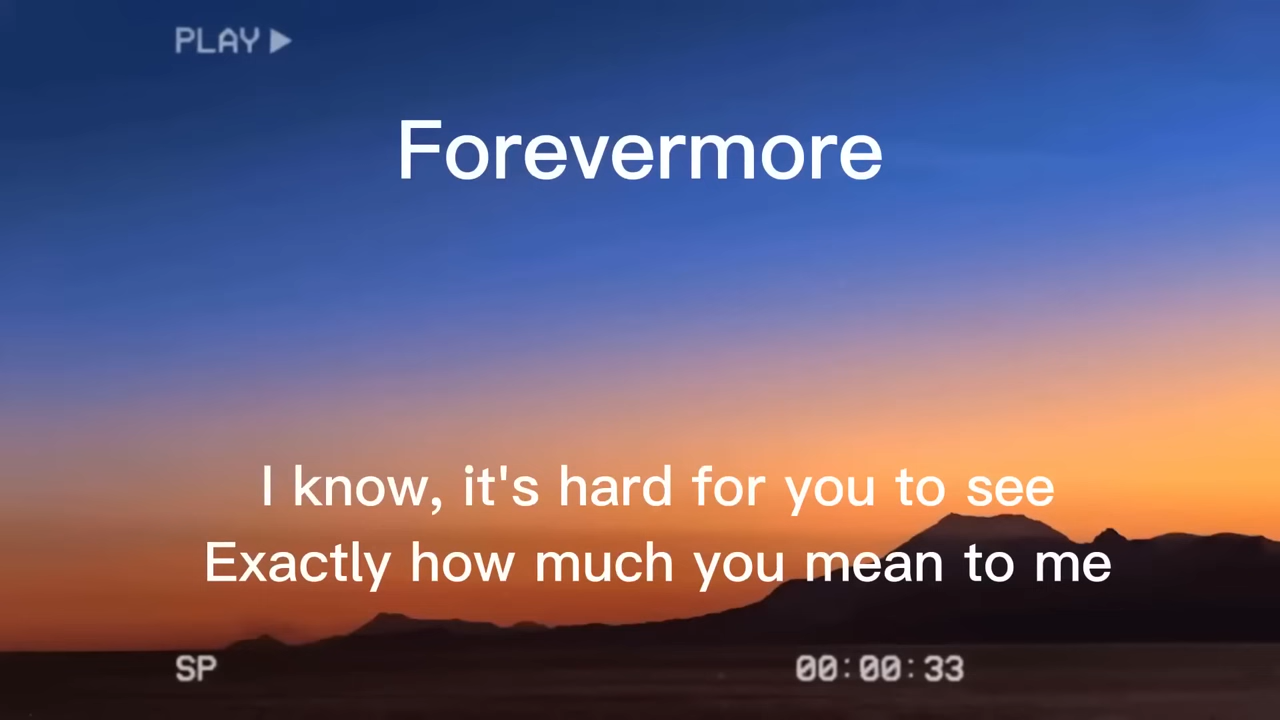 PLAY▶
Forevermore
I know, it's hard for you to see
Exactly how much you mean to me
SP
00:00:33